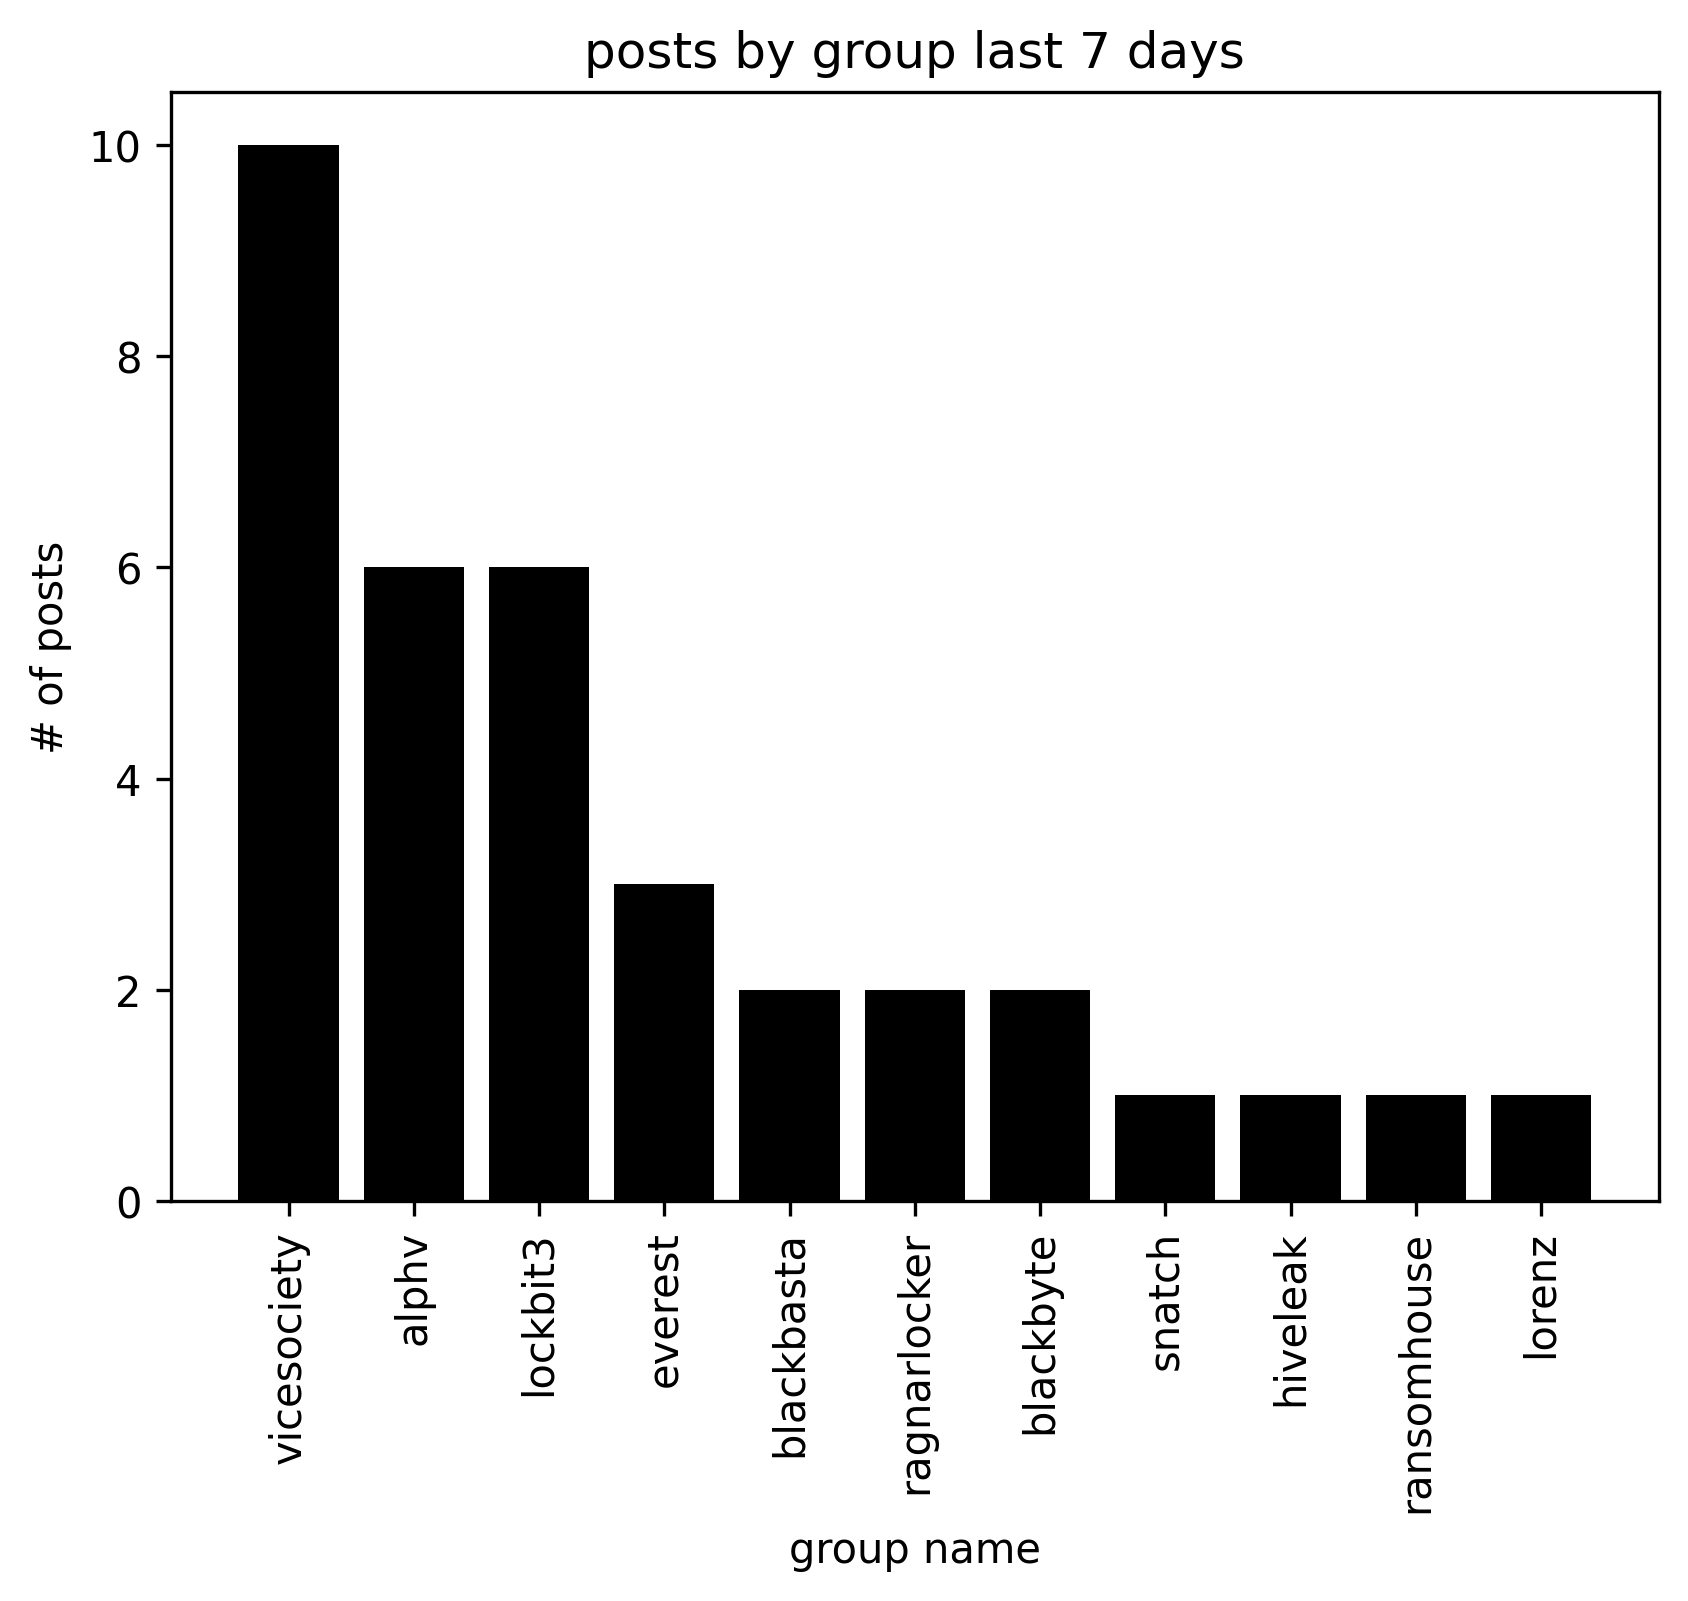 posts by group last 7 days
# of posts
10
8
6
4
2
0
vicesociety
alphv
lockbit3
everest
blackbasta
ragnarlocker
blackbyte
snatch
hiveleak
ransomhouse
lorenz
group name